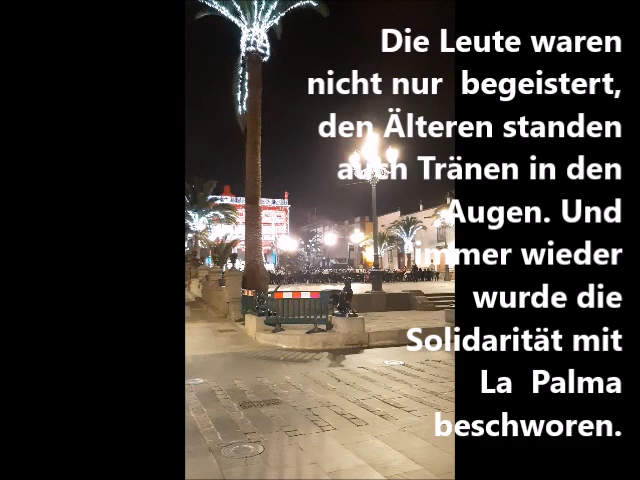 Die Leute waren
nicht nur  begeistert,
den Älteren standen
auch Tränen in den
Augen. Und
immer wieder
wurde die
Solidarität mit
La  Palma
beschworen.